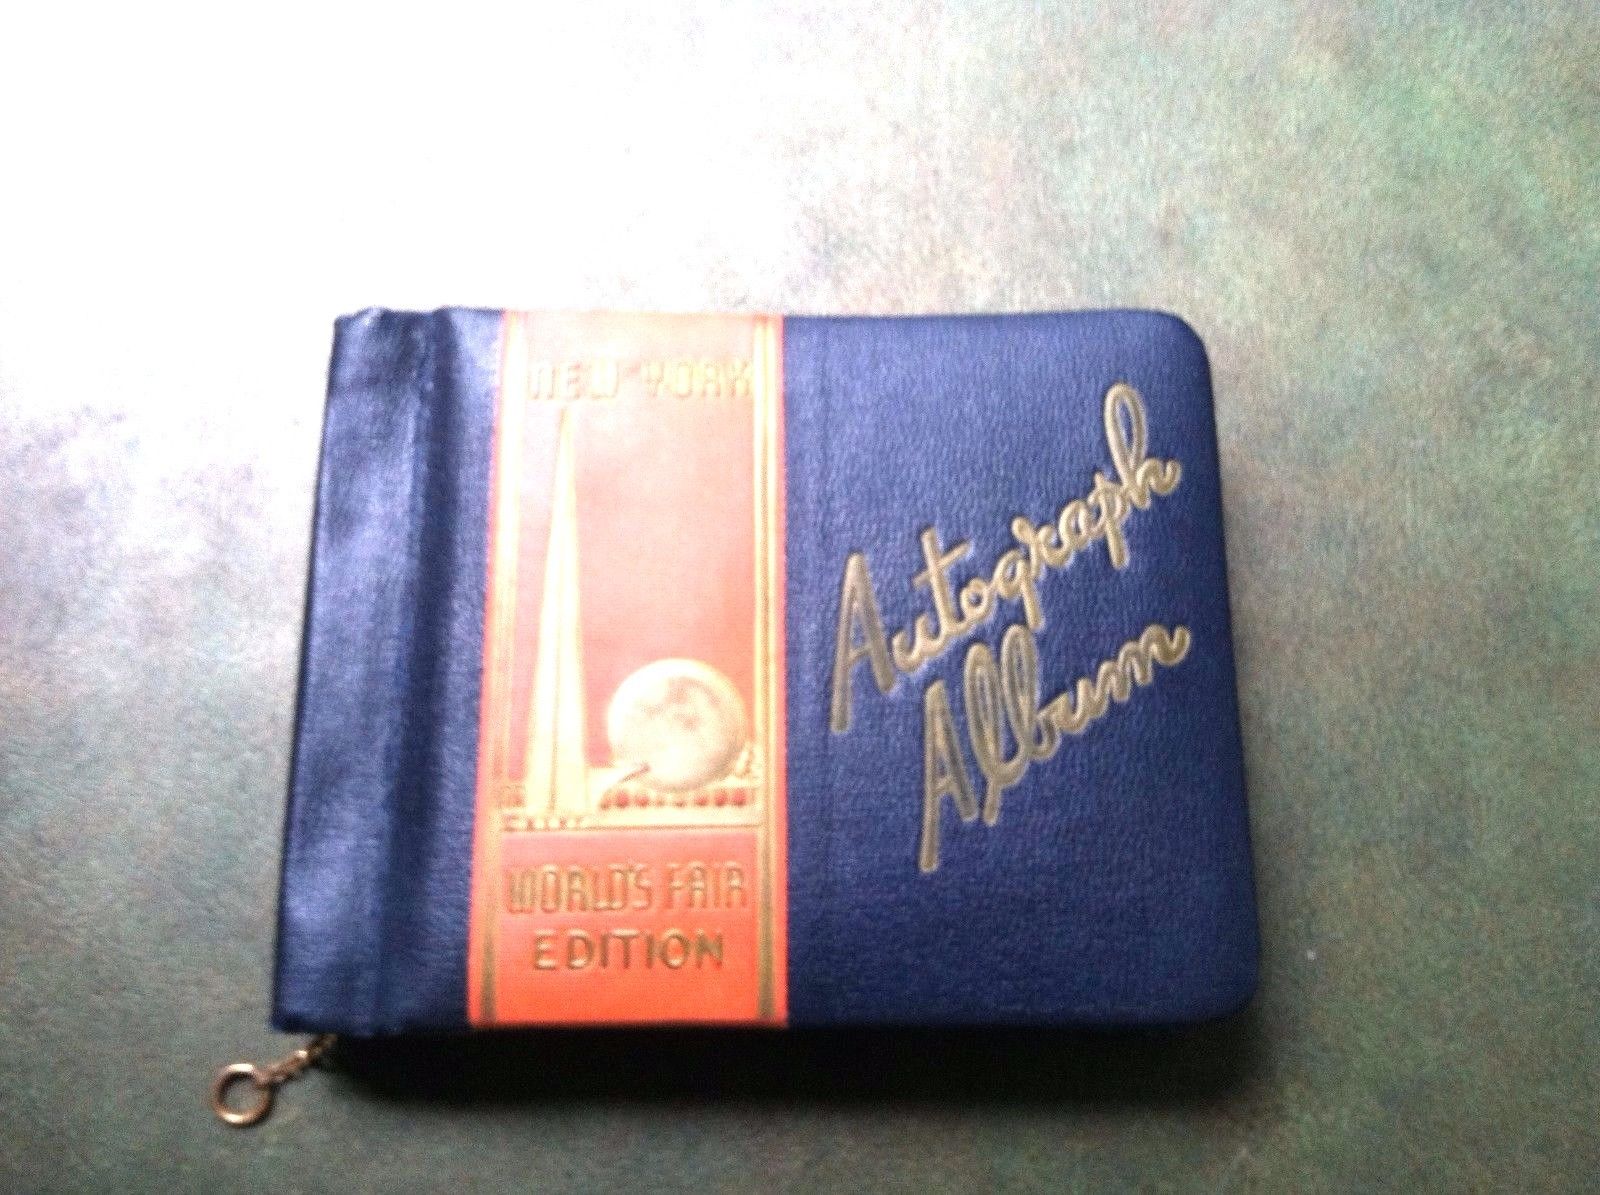 NEW YORK
WORLD'S FAIR
EDITION
Autograph
Album